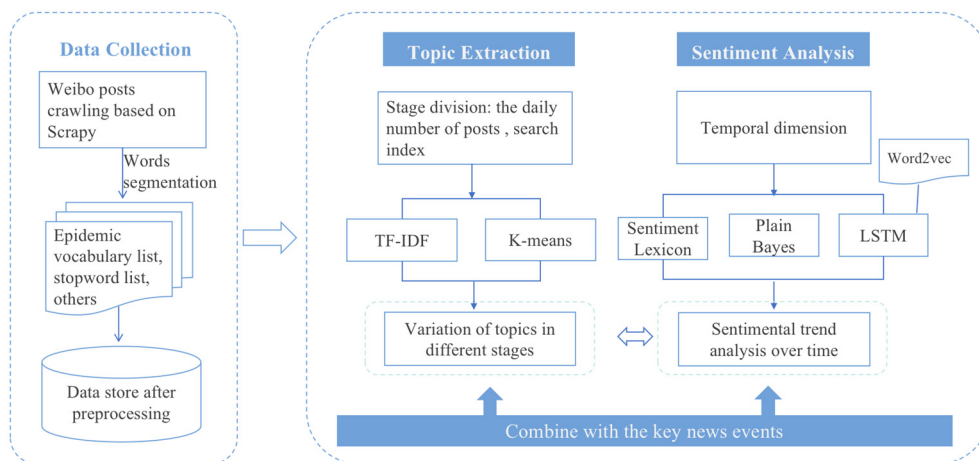 Data Collection
Weibo posts
crawling based on
Scrapy
Words
segmentation
Epidemic
vocabulary list,
stopword list,
others
Data store after
preprocessing
Topic Extraction
Stage division: the daily
number of posts , search
index
TF-IDF
K-means
Variation of topics in
different stages
Sentiment Analysis
Temporal dimension
Word2vec
Sentiment
Lexicon
Plain
Bayes
LSTM
Sentimental trend
analysis over time
Combine with the key news events